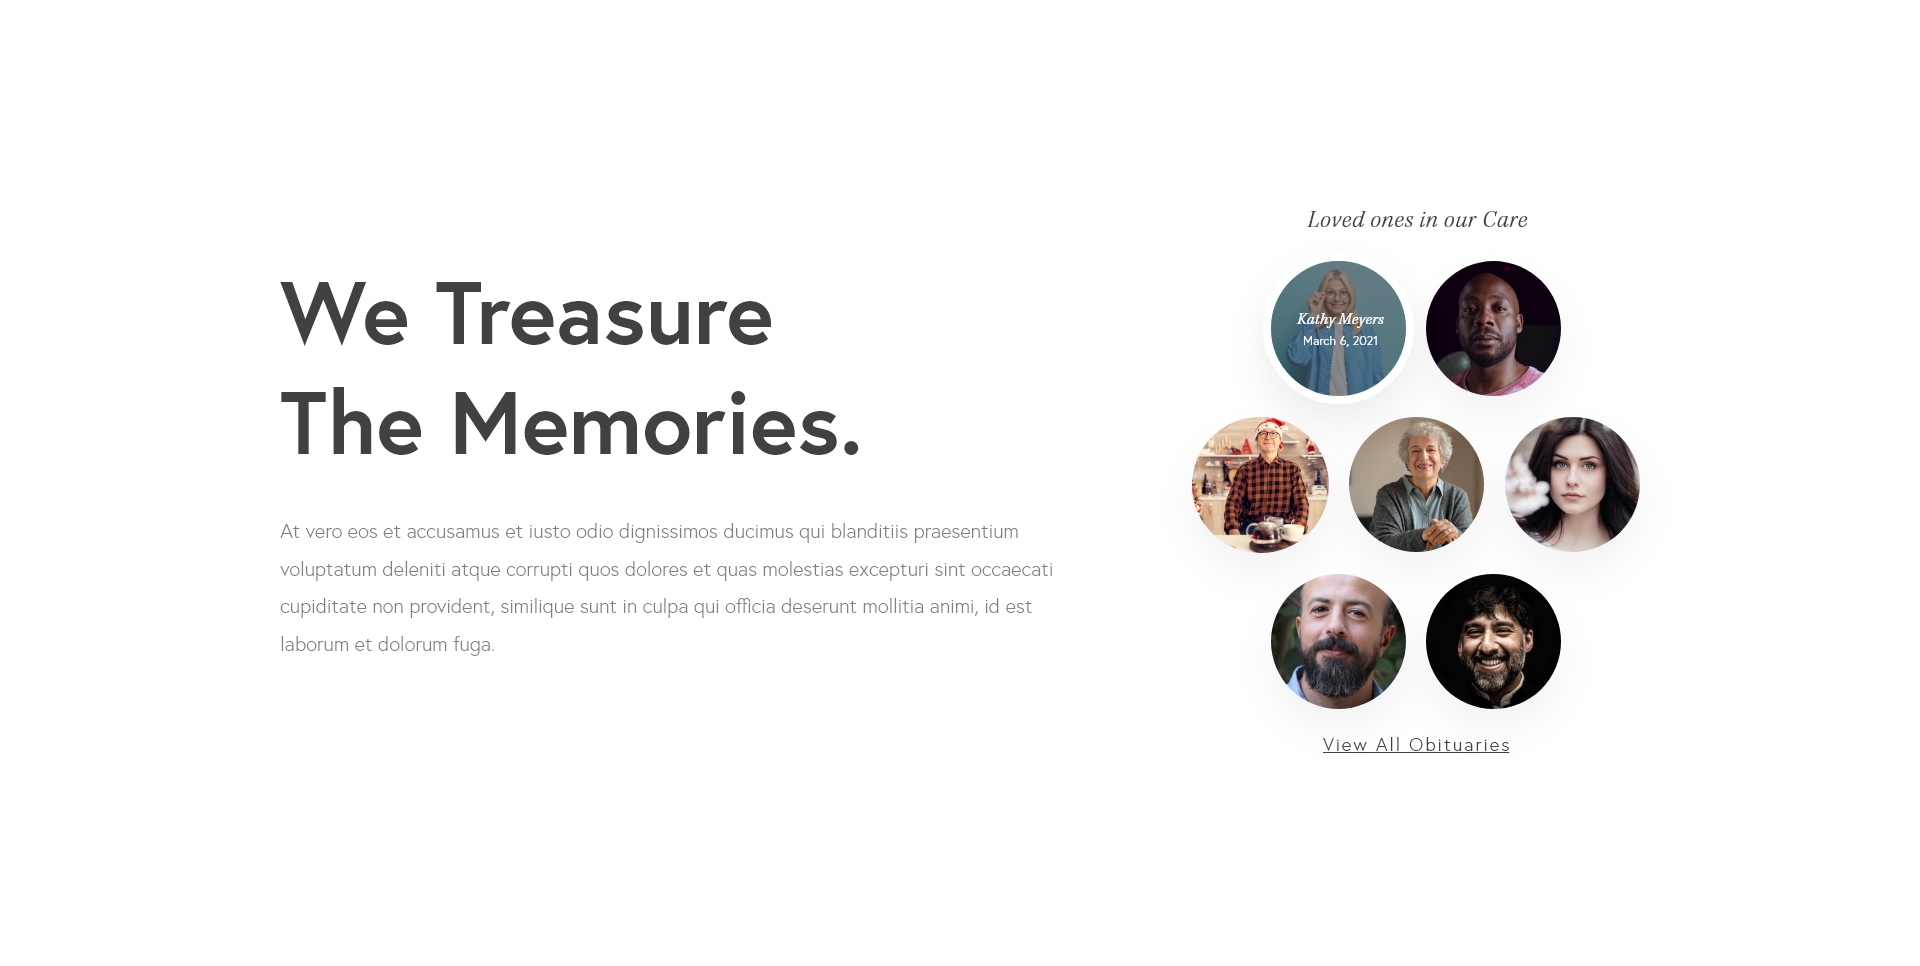 We Treasure
The Memories.
At vero eos et accusamus et iusto odio dignissimos ducimus qui blanditiis praesentium
voluptatum deleniti atque corrupti quos dolores et quas molestias excepturi sint occaecati
cupiditate non provident, similique sunt in culpa qui officia deserunt mollitia animi, id est
laborum et dolorum fuga.
Loved ones in our Care
Kathy Meyers
March 6, 2021
View All Obituaries